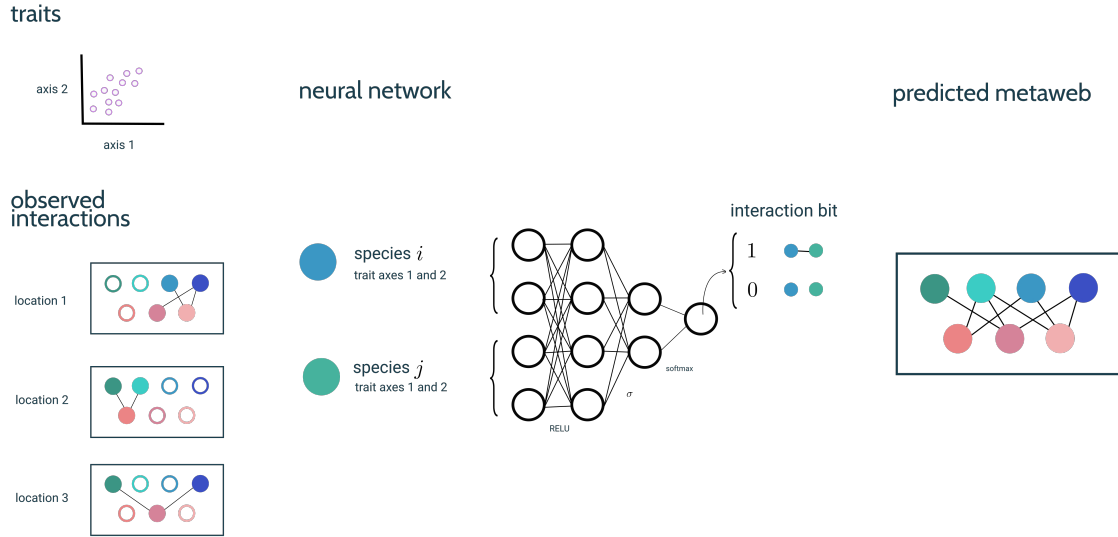 traits
axis 2
axis 1
observed
interactions
location 1
location 2
location 3
neural network
species i
trait axes 1 and 2
species j
trait axes 1 and 2
RELU
σ
softmax
interaction bit
1
0
predicted metaweb